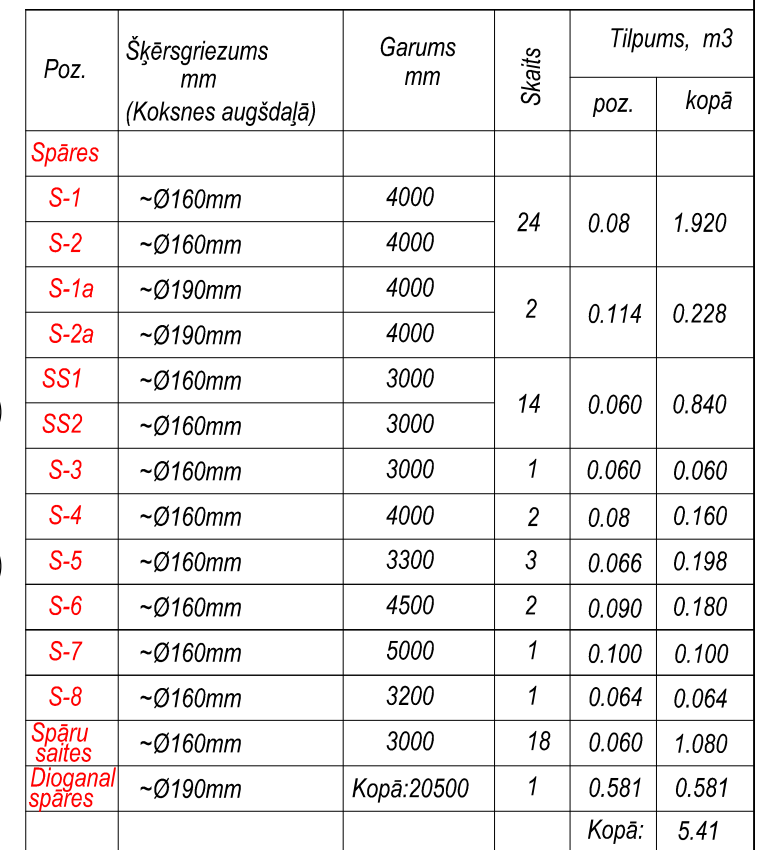 Poz. Šķērsgriezums mm (Koksnes augšdaļā) Garums mm Skaits Tilpums, m3
poz. kopā
Spāres
S-1 ~Ø160mm 4000 24 0.08 1.920
S-2 ~Ø160mm 4000
S-1a ~Ø190mm 4000 2 0.114 0.228
S-2a ~Ø190mm 4000
SS1 ~Ø160mm 3000 14 0.060 0.840
SS2 ~Ø160mm 3000
S-3 ~Ø160mm 3000 1 0.060 0.060
S-4 ~Ø160mm 4000 2 0.08 0.160
S-5 ~Ø160mm 3300 3 0.066 0.198
S-6 ~Ø160mm 4500 2 0.090 0.180
S-7 ~Ø160mm 5000 1 0.100 0.100
S-8 ~Ø160mm 3200 1 0.064 0.064
Spāru saites ~Ø160mm 3000 18 0.060 1.080
Dioganal spāres ~Ø190mm Kopā:20500 1 0.581 0.581
Kopā: 5.41